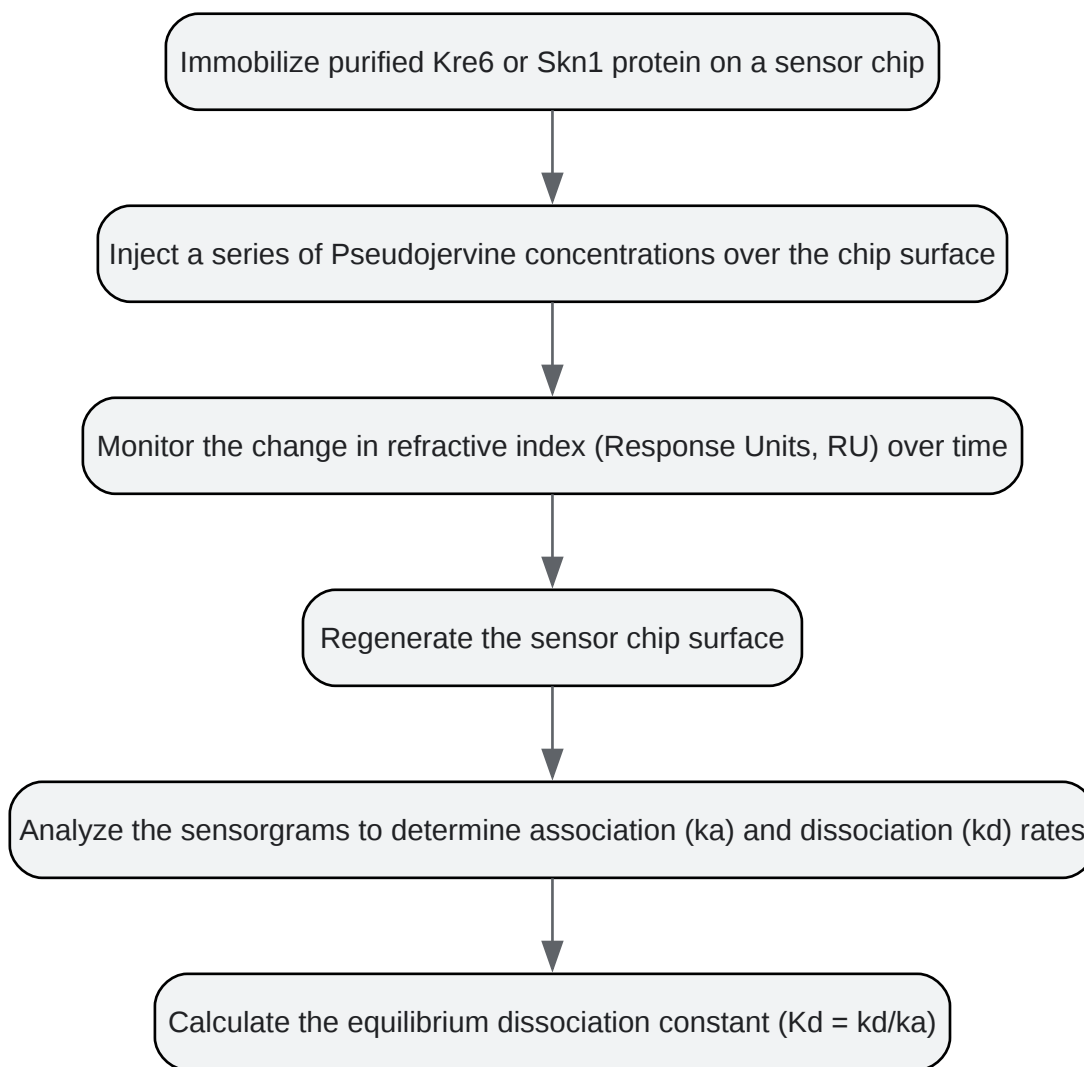 Immobilize purified Kre6 or Skn1 protein on a sensor chip
Inject a series of Pseudojervine concentrations over the chip surface
Monitor the change in refractive index (Response Units, RU) over time
Regenerate the sensor chip surface
Analyze the sensorgrams to determine association (ka) and dissociation (kd) rates
Calculate the equilibrium dissociation constant (Kd = kd/ka)